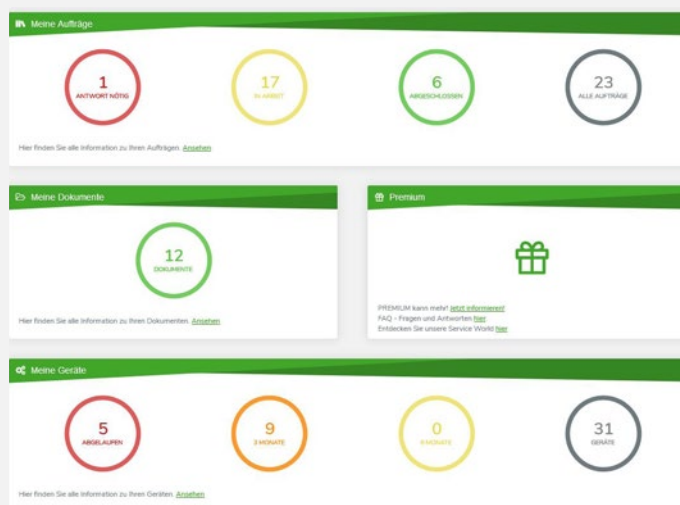 Meine Aufträge
1
ANTWORT NÖTIG
17
IN ARBEIT
6
ABGESCHLOSSEN
23
ALLE AUFTRÄGE
Hier finden Sie alle Information zu Ihren Aufträgen. Ansehen
Meine Dokumente
12
DOKUMENTE
Hier finden Sie alle Information zu Ihren Dokumenten. Ansehen
Premium
PREMIUM kann mehr! Jetzt informieren!
FAQ - Fragen und Antworten hier
Entdecken Sie unsere Service World hier
Meine Geräte
5
ABGELAUFEN
9
3 MONATE
0
MONATE
31
GERÄTE
Hier finden Sie alle Information zu Ihren Geräten. Ansehen